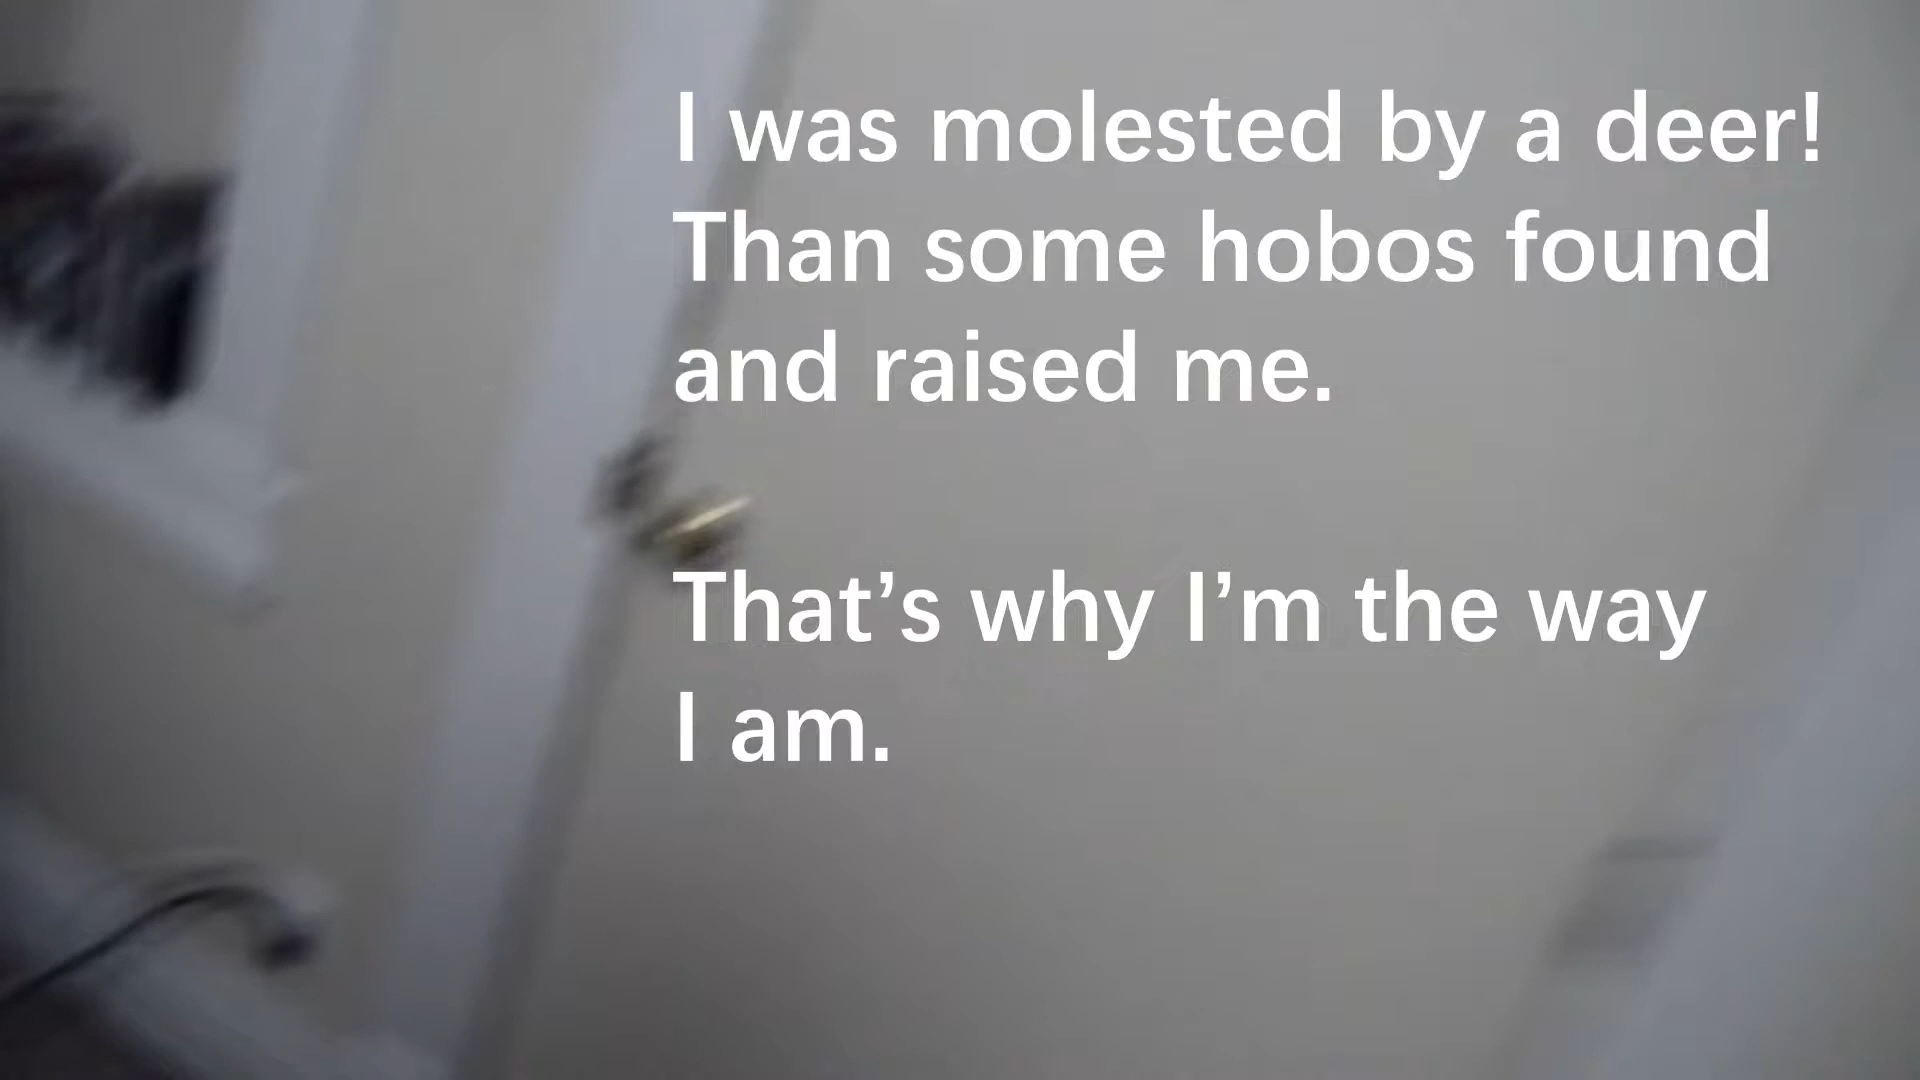 I was molested by a deer!
Than some hobos found
and raised me.
That’s why I’m the way
I am.